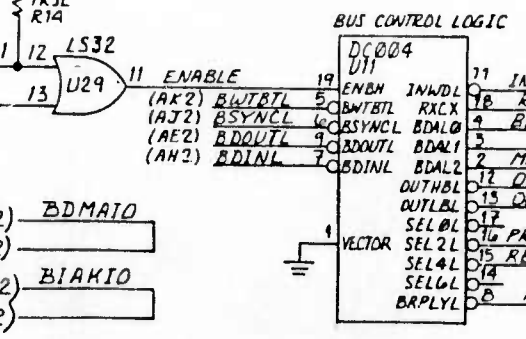 R14
BUS CONTROL LOGIC
LS32
12
U29
11
13
ENABLE
(AK2) BWTBTL
(AJ2) BSYNCL
(AE2) BDOUTL
(AH2) BDINL
DC004
U11
19 ENBH
5 BWTBTL
6 BSYNCL
9 BDOUTL
7 BDINL
1 VECTOR
INWDL 11
RXCX 18
BDAL0 4
BDAL1 3
BDAL2 2
OUTHBL 12
OUTLBL 13
SEL0L 17
SEL2L 16
SEL4L 15
SEL6L 14
BRPLYL 8
BDMAIO
BIAKIO